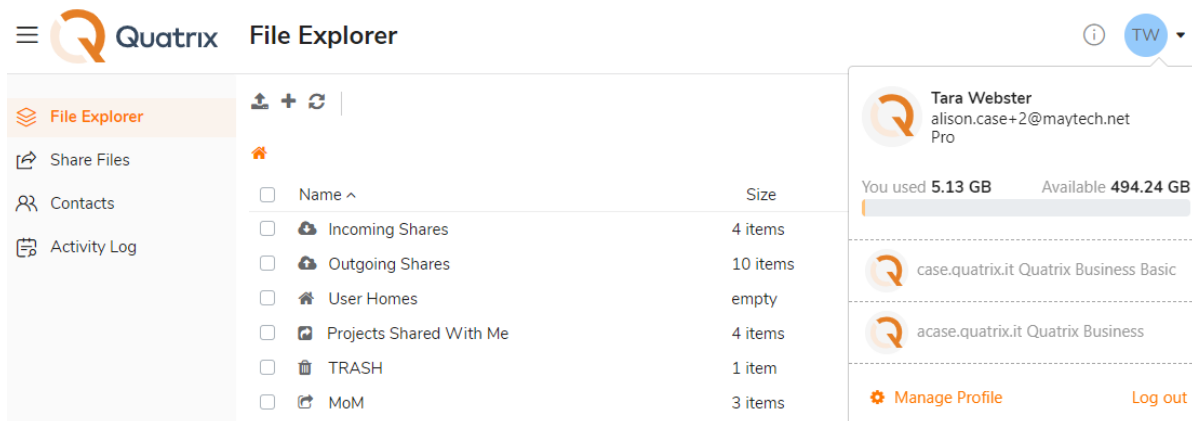 Quatrix File Explorer TW
File Explorer
Share Files
Contacts
Activity Log
Name Size
Incoming Shares 4 items
Outgoing Shares 10 items
User Homes empty
Projects Shared With Me 4 items
TRASH 1 item
MoM 3 items
Tara Webster
alison.case+2@maytech.net
Pro
You used 5.13 GB Available 494.24 GB
case.quatrix.it Quatrix Business Basic
acase.quatrix.it Quatrix Business
Manage Profile Log out